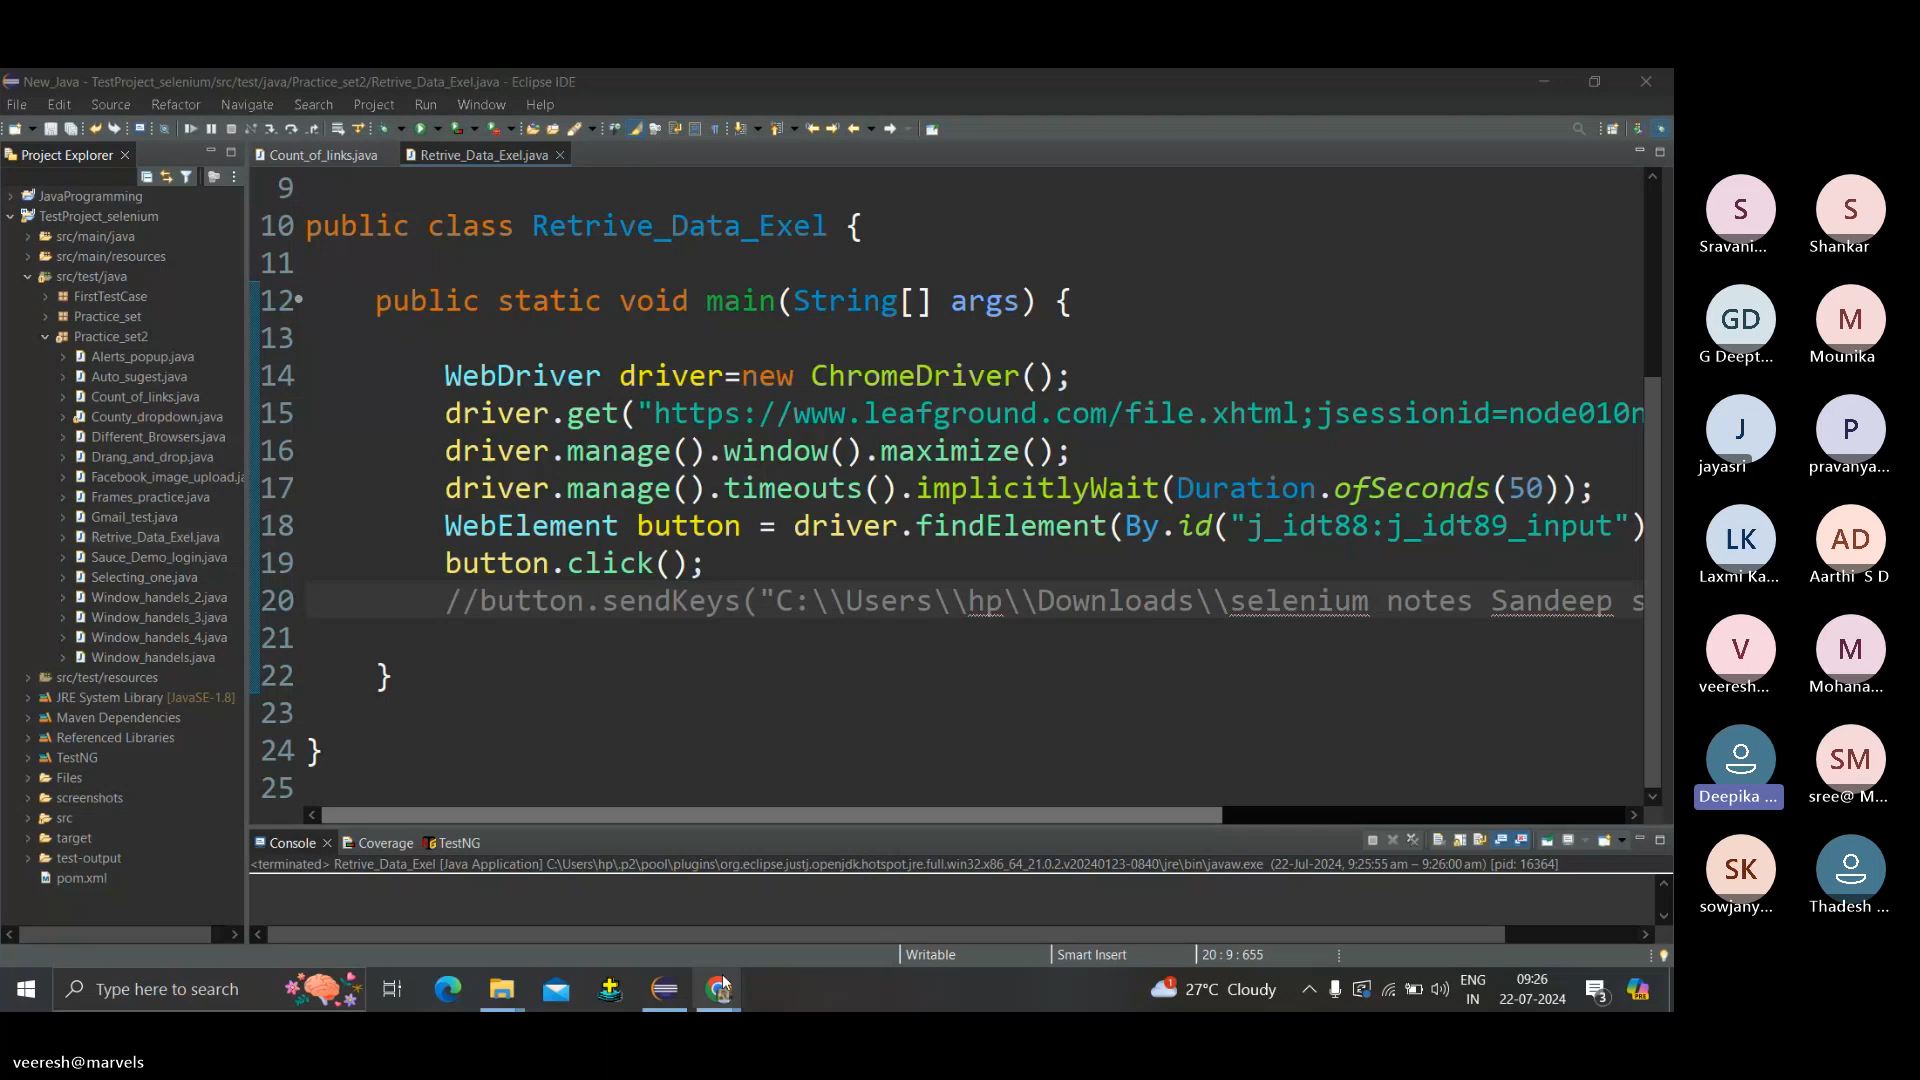 New_Java - TestProject_selenium/src/test/java/Practice_set2/Retrive_Data_Exel.java - Eclipse IDE
File Edit Source Refactor Navigate Search Project Run Window Help
Project Explorer
Count_of_links.java
Retrive_Data_Exel.java
JavaProgramming
TestProject_selenium
src/main/java
src/main/resources
src/test/java
FirstTestCase
Practice_set
Practice_set2
Alerts_popup.java
Auto_sugest.java
Count_of_links.java
County_dropdown.java
Different_Browsers.java
Drang_and_drop.java
Facebook_image_upload.ja
Frames_practice.java
Gmail_test.java
Retrive_Data_Exel.java
Sauce_Demo_login.java
Selecting_one.java
Window_handels_2.java
Window_handels_3.java
Window_handels_4.java
Window_handels.java
src/test/resources
JRE System Library [JavaSE-1.8]
Maven Dependencies
Referenced Libraries
TestNG
Files
screenshots
src
target
test-output
pom.xml
9
10 public class Retrive_Data_Exel {
11
12 public static void main(String[] args) {
13
14 WebDriver driver=new ChromeDriver();
15 driver.get("https://www.leafground.com/file.xhtml;jsessionid=node010n
16 driver.manage().window().maximize();
17 driver.manage().timeouts().implicitlyWait(Duration.ofSeconds(50));
18 WebElement button = driver.findElement(By.id("j_idt88:j_idt89_input")
19 button.click();
20 //button.sendKeys("C:\\Users\\hp\\Downloads\\selenium notes Sandeep s
21
22 }
23
24 }
25
Console Coverage TestNG
<terminated> Retrive_Data_Exel [Java Application] C:\Users\hp\.p2\pool\plugins\org.eclipse.justj.openjdk.hotspot.jre.full.win32.x86_64_21.0.2.v20240123-0840\jre\bin\javaw.exe (22-Jul-2024, 9:25:55 am – 9:26:00 am) [pid: 16364]
Writable Smart Insert 20 : 9 : 655
Type here to search
27°C Cloudy
ENG
IN
09:26
22-07-2024
3
1
PRE
S
Sravani...
S
Shankar
GD
G Deept...
M
Mounika
J
jayasri
P
pravanya...
LK
Laxmi Ka...
AD
Aarthi S D
V
veeresh...
M
Mohana...
Deepika ...
SM
sree@ M...
SK
sowjany...
Thadesh ...
veeresh@marvels